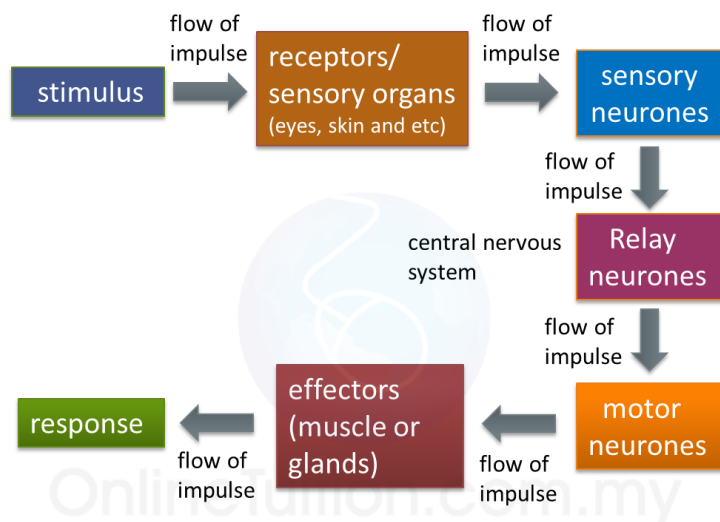 flow of
impulse
stimulus
receptors/
sensory organs
(eyes, skin and etc)
flow of
impulse
sensory
neurones
flow of
impulse
central nervous
system
Relay
neurones
flow of
impulse
motor
neurones
flow of
impulse
effectors
(muscle or
glands)
flow of
impulse
response
OnlineTuition.com.my